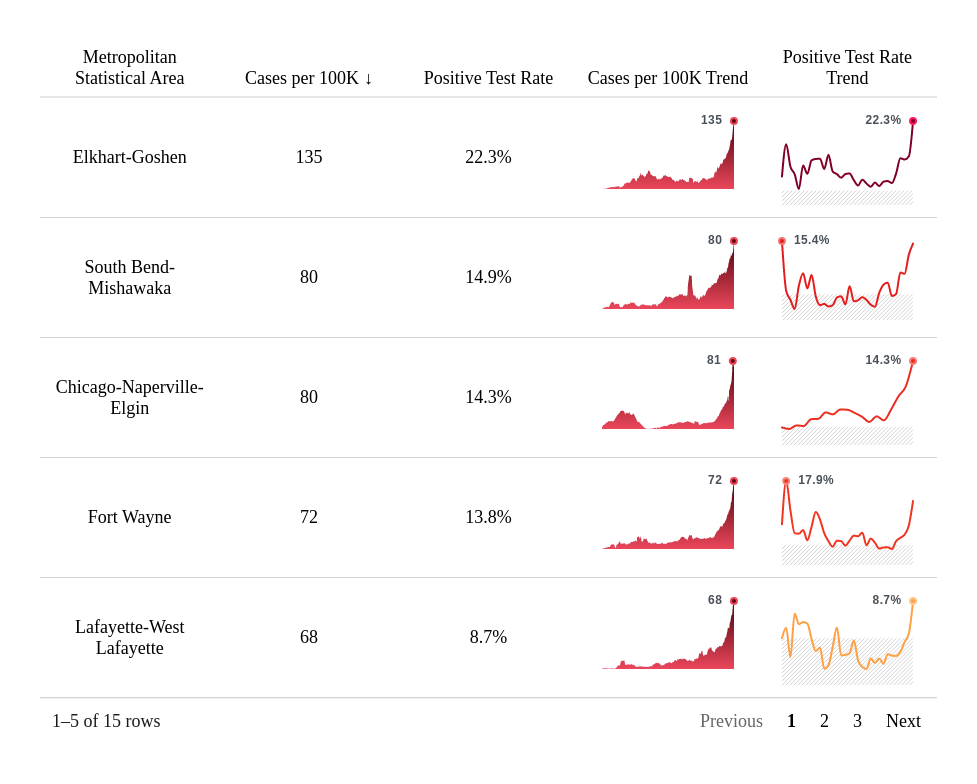 Metropolitan
Statistical Area
Cases per 100K ↓
Positive Test Rate
Cases per 100K Trend
Positive Test Rate
Trend
Elkhart-Goshen
135
22.3%
135
22.3%
South Bend-
Mishawaka
80
14.9%
80
15.4%
Chicago-Naperville-
Elgin
80
14.3%
81
14.3%
Fort Wayne
72
13.8%
72
17.9%
Lafayette-West
Lafayette
68
8.7%
68
8.7%
1–5 of 15 rows
Previous 1 2 3 Next